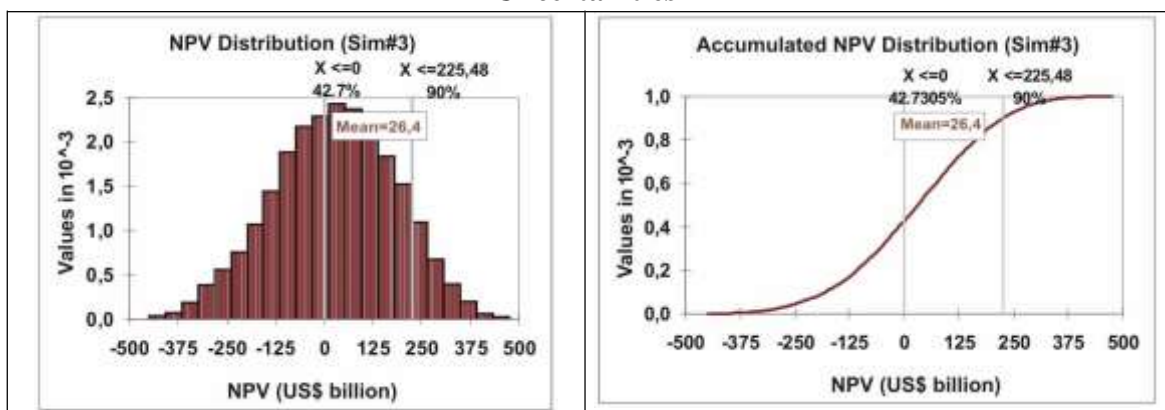 NPV Distribution (Sim#3)
X <=0 X <=225,48
42.7% 90%
Mean=26,4
2,5
2,0
1,5
1,0
0,5
0,0
Values in 10^-3
-500 -375 -250 -125 0 125 250 375 500
NPV (US$ billion)
Accumulated NPV Distribution (Sim#3)
X <=0 X <=225,48
42.7305% 90%
Mean=26,4
1,0
0,8
0,6
0,4
0,2
0,0
Values in 10^-3
-500 -375 -250 -125 0 125 250 375 500
NPV (US$ billion)